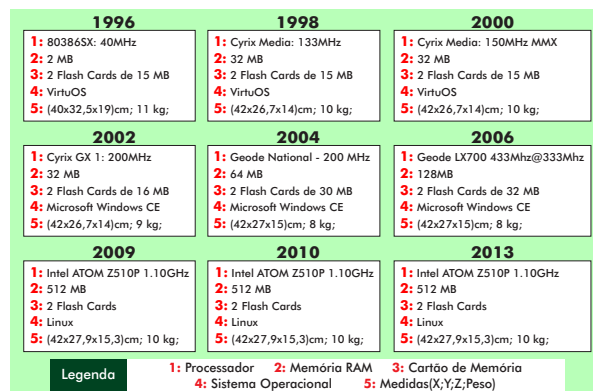 1996
1: 80386SX: 40MHz
2: 2 MB
3: 2 Flash Cards de 15 MB
4: VirtuOS
5: (40x32,5x19)cm; 11 kg;
1998
1: Cyrix Media: 133MHz
2: 32 MB
3: 2 Flash Cards de 15 MB
4: VirtuOS
5: (42x26,7x14)cm; 10 kg;
2000
1: Cyrix Media: 150MHz MMX
2: 32 MB
3: 2 Flash Cards de 15 MB
4: VirtuOS
5: (42x26,7x14)cm; 10 kg;
2002
1: Cyrix GX 1: 200MHz
2: 32 MB
3: 2 Flash Cards de 16 MB
4: Microsoft Windows CE
5: (42x26,7x14)cm; 9 kg;
2004
1: Geode National - 200 MHz
2: 64 MB
3: 2 Flash Cards de 30 MB
4: Microsoft Windows CE
5: (42x27x15)cm; 8 kg;
2006
1: Geode LX700 433Mhz@333Mhz
2: 128MB
3: 2 Flash Cards de 32 MB
4: Microsoft Windows CE
5: (42x27x15)cm; 8 kg;
2009
1: Intel ATOM Z510P 1.10GHz
2: 512 MB
3: 2 Flash Cards
4: Linux
5: (42x27,9x15,3)cm; 10 kg;
2010
1: Intel ATOM Z510P 1.10GHz
2: 512 MB
3: 2 Flash Cards
4: Linux
5: (42x27,9x15,3)cm; 10 kg;
2013
1: Intel ATOM Z510P 1.10GHz
2: 512 MB
3: 2 Flash Cards
4: Linux
5: (42x27,9x15,3)cm; 10 kg;
Legenda
1: Processador 2: Memória RAM 3: Cartão de Memória
4: Sistema Operacional 5: Medidas(X;Y;Z;Peso)